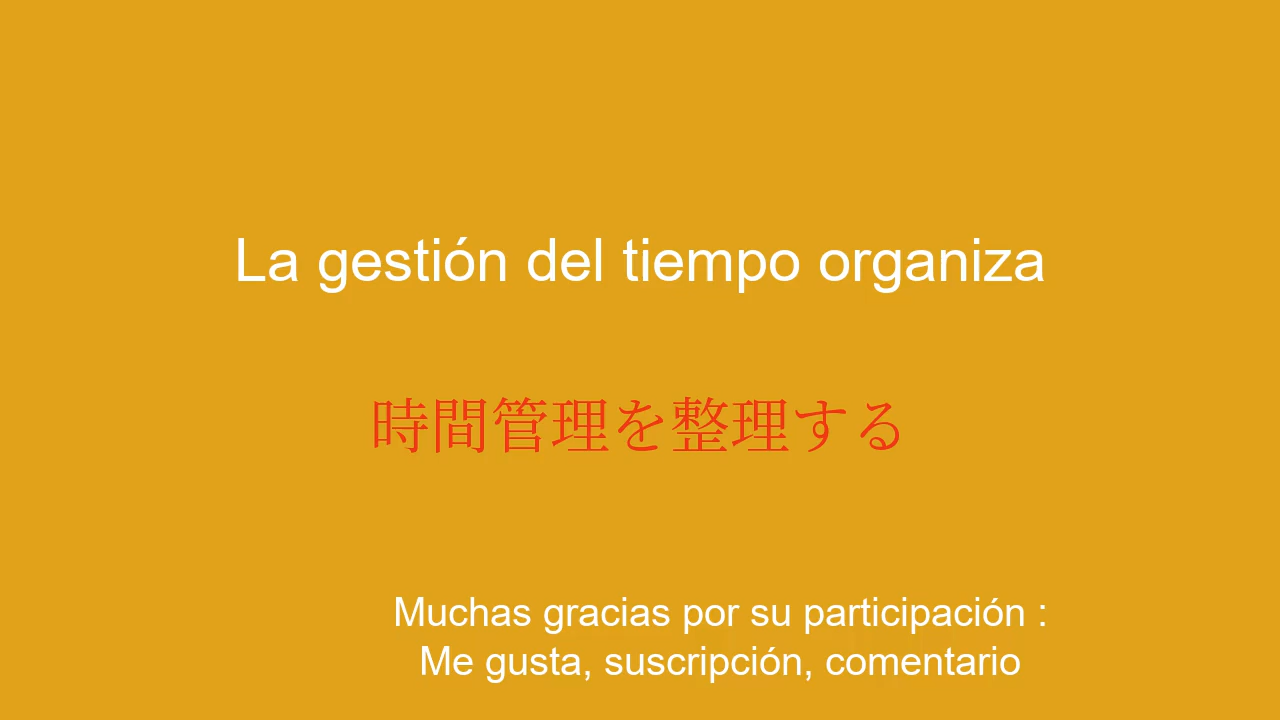 La gestión del tiempo organiza
時間管理を整理する
Muchas gracias por su participación :
Me gusta, suscripción, comentario